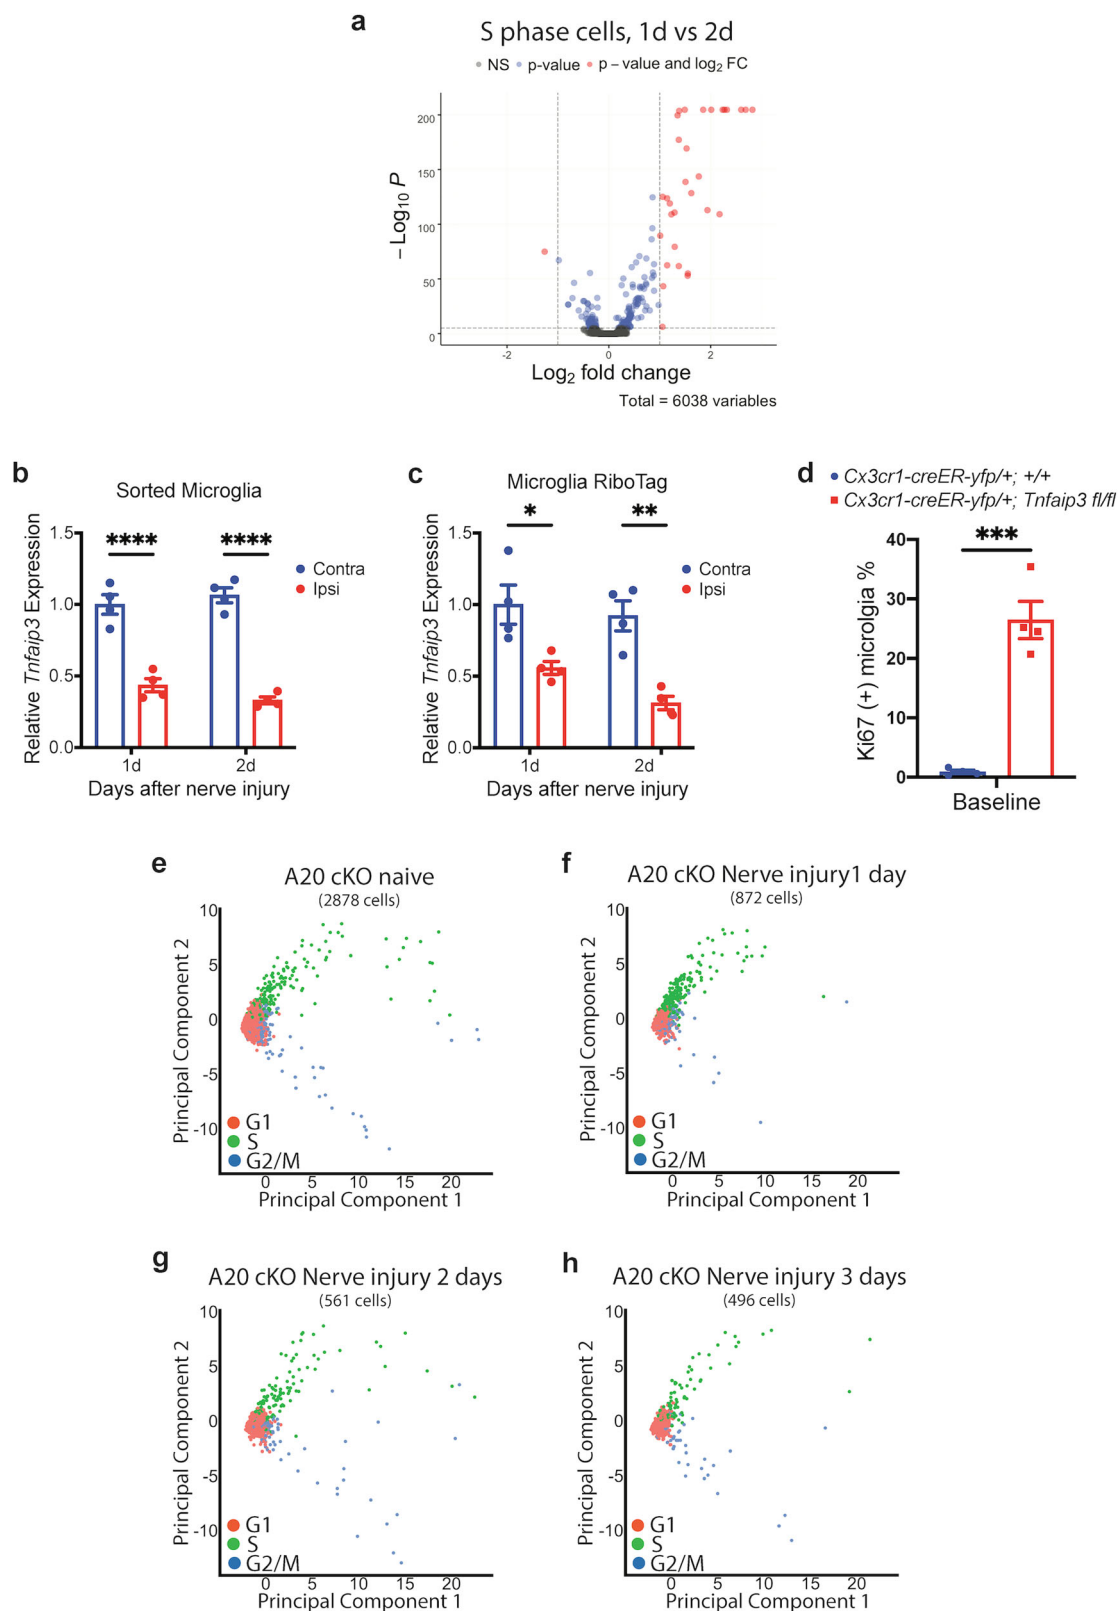 a
S phase cells, 1d vs 2d
NS p-value p – value and log2 FC
200
150
100
50
0
– Log10 P
-2 0 2
Log2 fold change
Total = 6038 variables
b
Sorted Microglia
**** ****
1.5
1.0
0.5
0.0
Relative Tnfaip3 Expression
Contra
Ipsi
1d 2d
Days after nerve injury
c
Microglia RiboTag
* **
1.5
1.0
0.5
0.0
Relative Tnfaip3 Expression
Contra
Ipsi
1d 2d
Days after nerve injury
d
Cx3cr1-creER-yfp/+; +/+
Cx3cr1-creER-yfp/+; Tnfaip3 fl/fl
***
40
30
20
10
0
Ki67 (+) microlgia %
Baseline
e
A20 cKO naive
(2878 cells)
10
5
0
-5
-10
Principal Component 2
G1
S
G2/M
0 5 10 15 20
Principal Component 1
f
A20 cKO Nerve injury1 day
(872 cells)
10
5
0
-5
-10
Principal Component 2
G1
S
G2/M
0 5 10 15 20
Principal Component 1
g
A20 cKO Nerve injury 2 days
(561 cells)
10
5
0
-5
-10
Principal Component 2
G1
S
G2/M
0 5 10 15 20
Principal Component 1
h
A20 cKO Nerve injury 3 days
(496 cells)
10
5
0
-5
-10
Principal Component 2
G1
S
G2/M
0 5 10 15 20
Principal Component 1